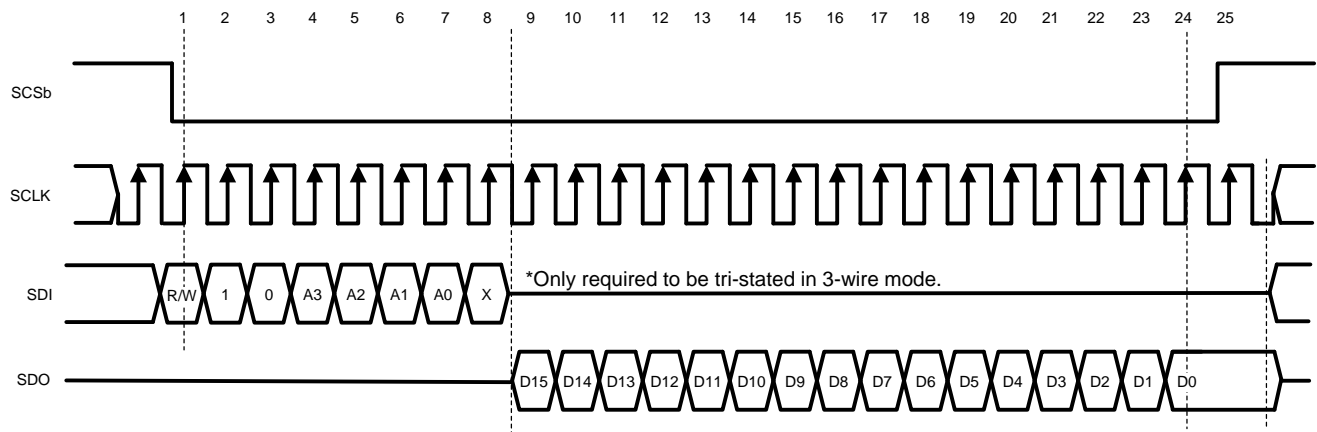 1 2 3 4 5 6 7 8 9 10 11 12 13 14 15 16 17 18 19 20 21 22 23 24 25
SCSb
SCLK
SDI R/W 1 0 A3 A2 A1 A0 X *Only required to be tri-stated in 3-wire mode.
SDO D15 D14 D13 D12 D11 D10 D9 D8 D7 D6 D5 D4 D3 D2 D1 D0